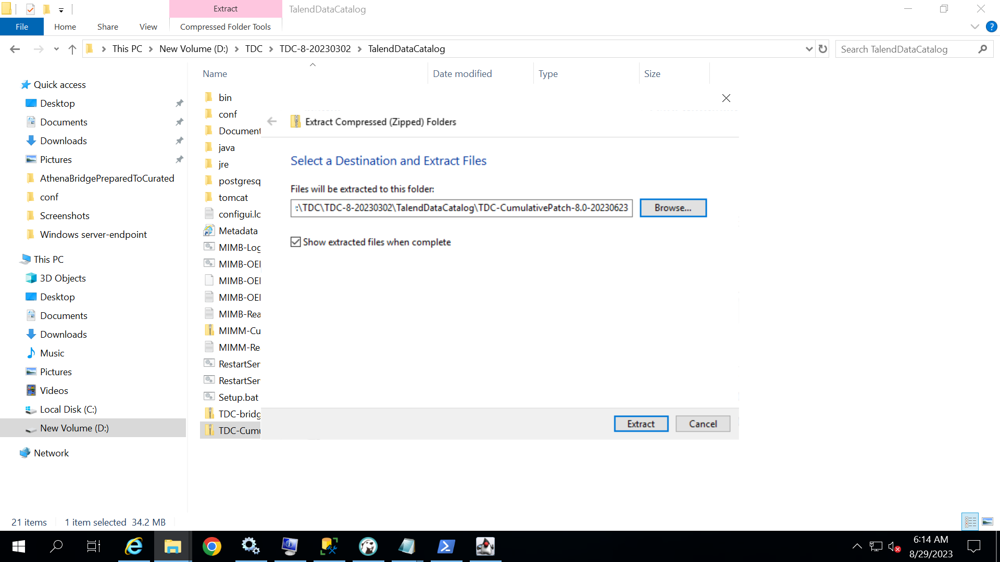 Extract
TalendDataCatalog
File
Home
Share
View
Compressed Folder Tools
?
This PC
New Volume (D:)
TDC
TDC-8-20230302
TalendDataCatalog
Search TalendDataCatalog
Name
Date modified
Type
Size
Quick access
Desktop
Documents
Downloads
Pictures
AthenaBridgePreparedToCurated
conf
Screenshots
Windows server-endpoint
This PC
3D Objects
Desktop
Documents
Downloads
Music
Pictures
Videos
Local Disk (C:)
New Volume (D:)
Network
bin
conf
Document
java
jre
postgresq
tomcat
configui.lo
Metadata
MIMB-Log
MIMB-OEI
MIMB-OEI
MIMB-OEI
MIMB-Rea
MIMM-Cu
MIMM-Re
RestartSer
RestartSer
Setup.bat
TDC-bridg
TDC-Cumu
Extract Compressed (Zipped) Folders
Select a Destination and Extract Files
Files will be extracted to this folder:
:\TDC\TDC-8-20230302\TalendDataCatalog\TDC-CumulativePatch-8.0-20230623
Browse...
Show extracted files when complete
Extract
Cancel
21 items
1 item selected 34.2 MB
6:14 AM
8/29/2023